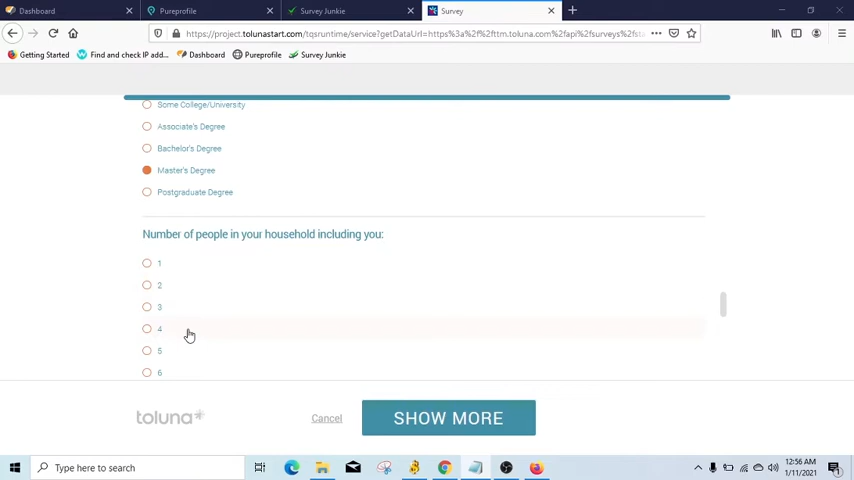 Dashboard
Pureprofile
Survey Junkie
Survey
https://project.tolunastart.com/tqsruntime/service?getDataUrl=https%3a%2f%2fttm.toluna.com%2fapi%2fsurveys%2fsta
Getting Started
Find and check IP add...
Dashboard
Pureprofile
Survey Junkie
Some College/University
Associate's Degree
Bachelor's Degree
Master's Degree
Postgraduate Degree
Number of people in your household including you:
1
2
3
4
5
6
toluna*
Cancel
SHOW MORE
Type here to search
12:56 AM
1/11/2021